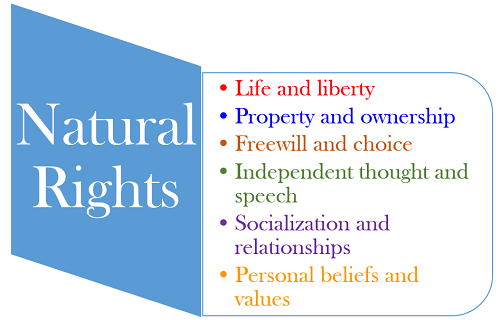 Natural
Rights
• Life and liberty
• Property and ownership
• Freewill and choice
• Independent thought and
speech
• Socialization and
relationships
• Personal beliefs and
values